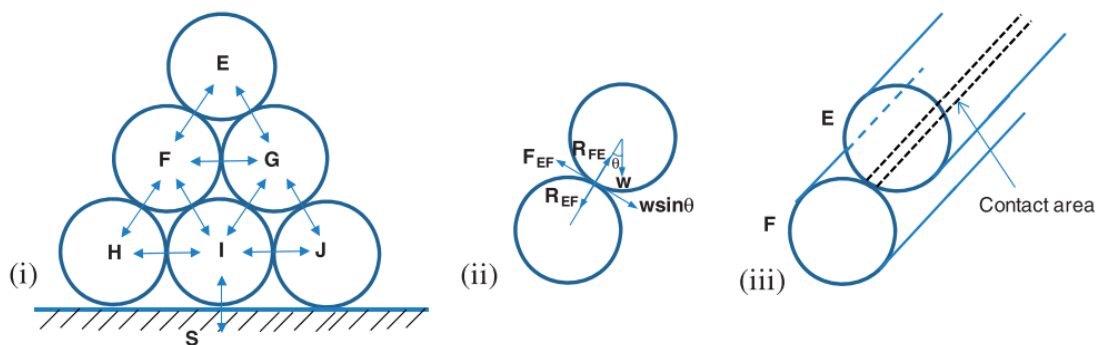 E
F G
H I J
S
(i)
R_FE
F_EF
θ
w
R_EF
wsinθ
(ii)
E
F
Contact area
(iii)